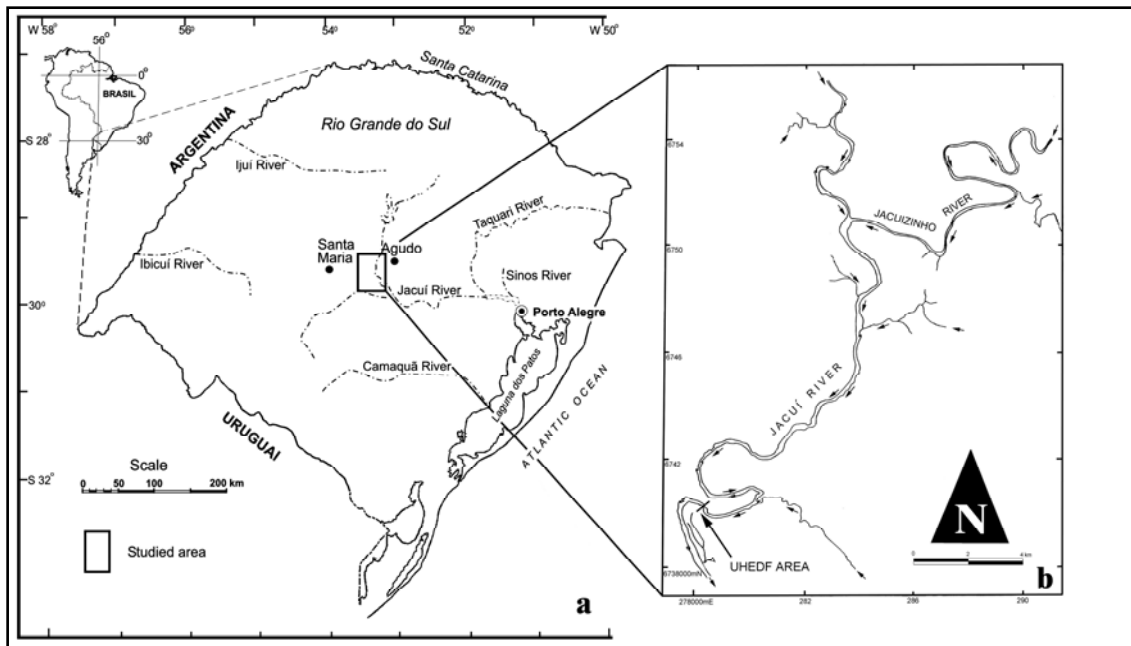 W 58°
56°
54°
52°
W 50°
56°
0°
BRASIL
30°
S 28°
30°
S 32°
Santa Catarina
Rio Grande do Sul
ARGENTINA
Ijuí River
Taquari River
Santa
Maria
Agudo
Ibicuí River
Sinos River
Jacuí River
Porto Alegre
Camaquã River
Laguna dos Patos
ATLANTIC OCEAN
URUGUAI
Scale
0 50 100 200 km
Studied area
a
6754
6750
6746
6742
6738000mN
278000mE
282
286
290
JACUIZINHO
RIVER
JACUÍ RIVER
UHEDF AREA
N
0 2 4 km
b